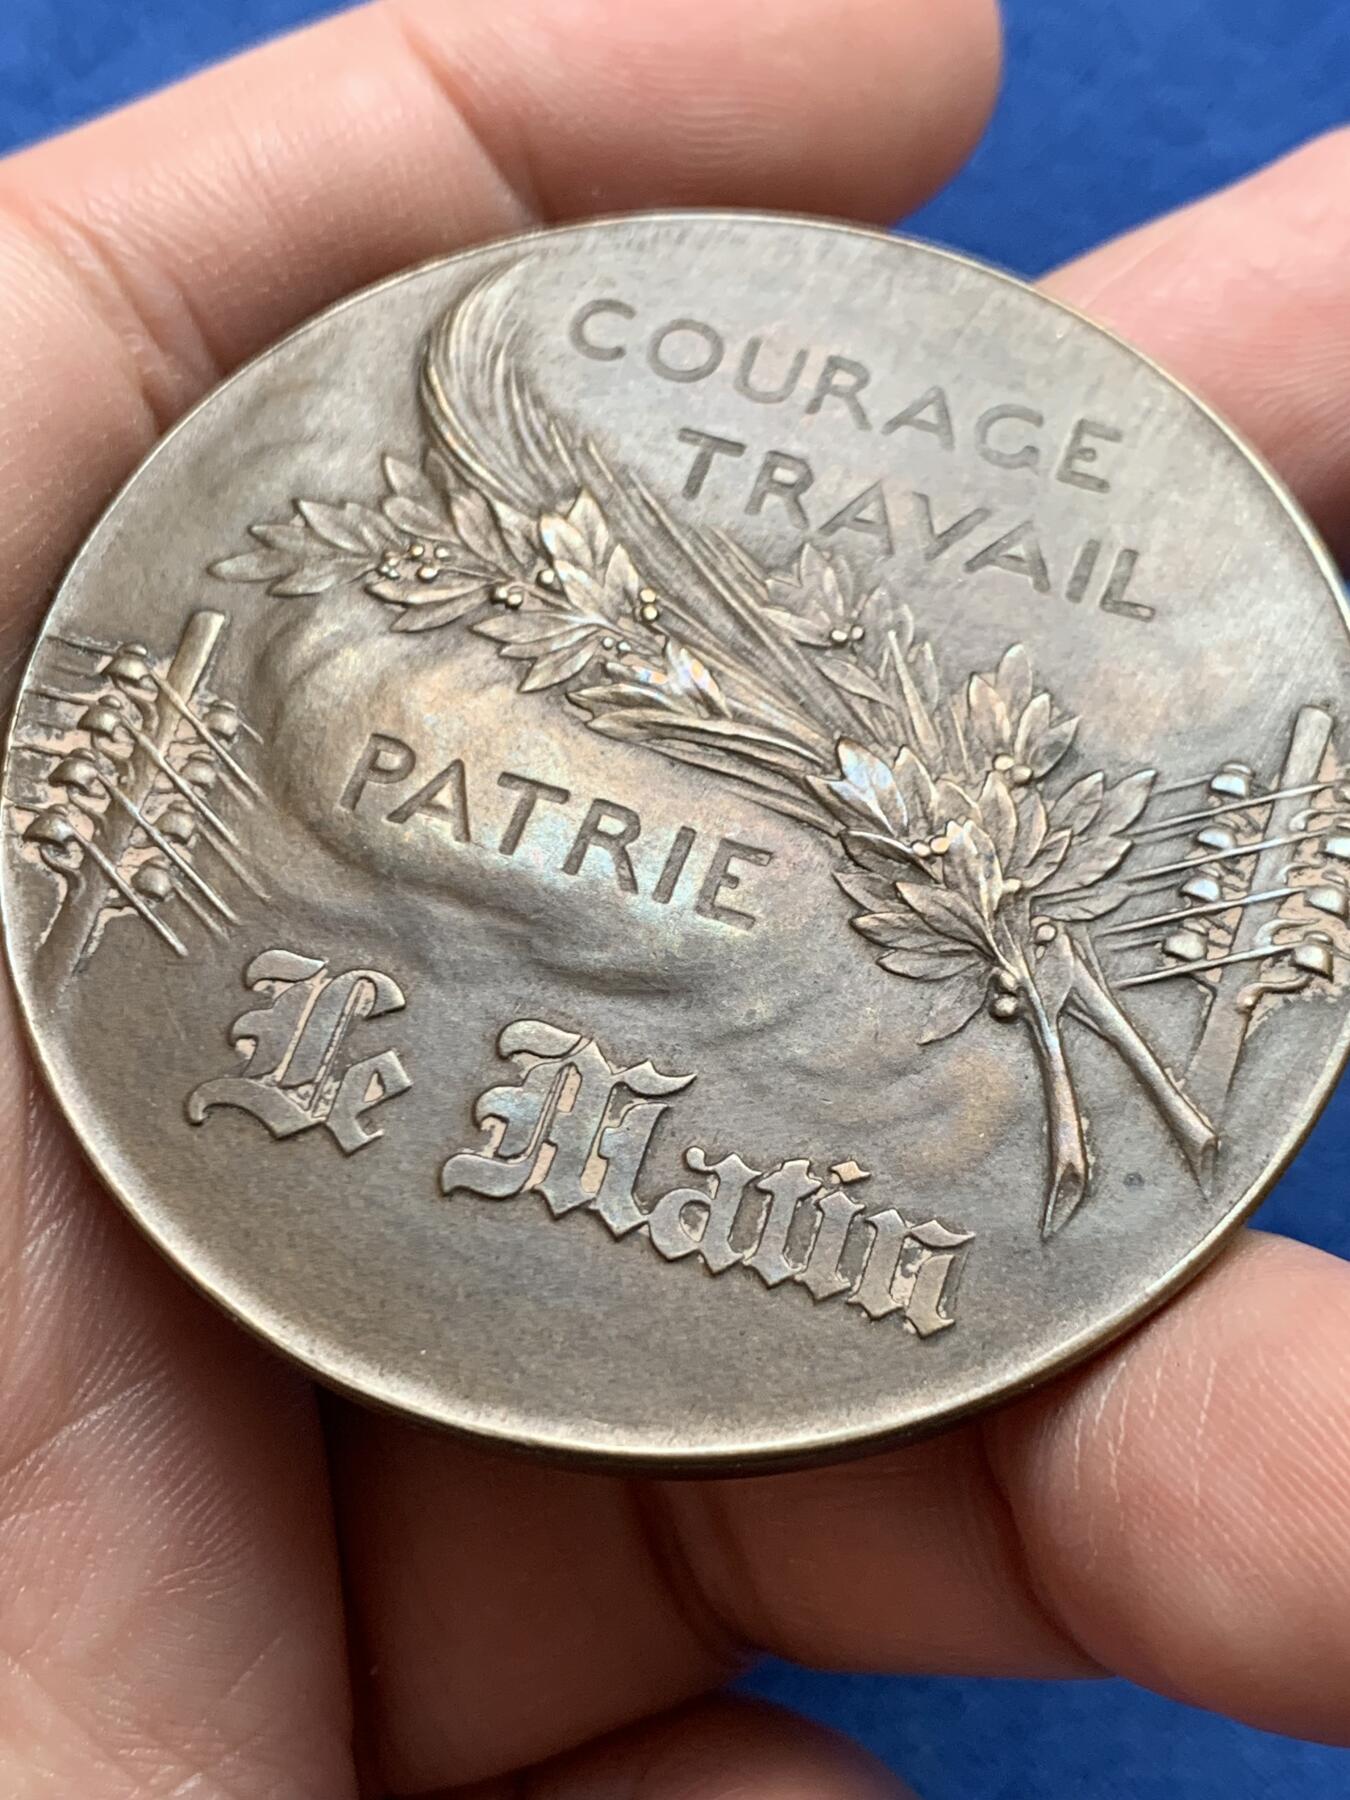 COURAGE
TRAVAIL
PATRIE
Le Matin